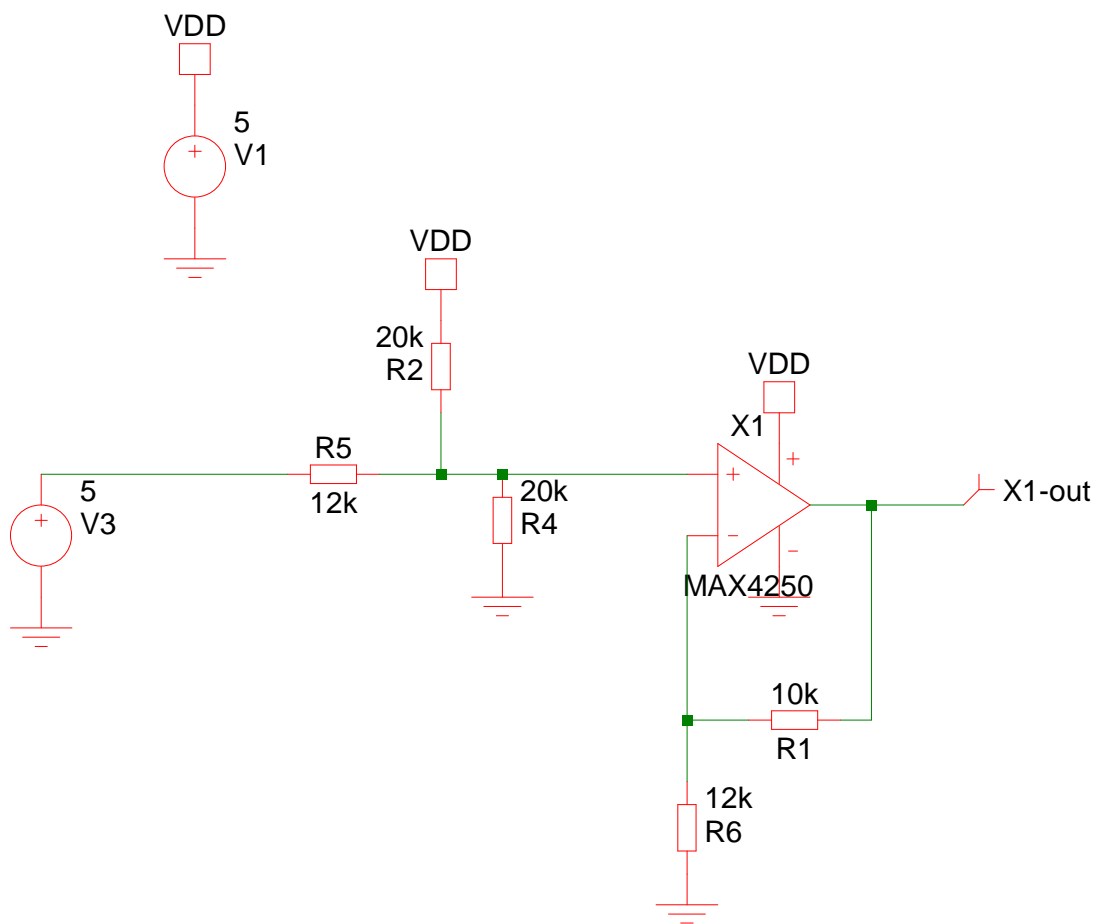 VDD
5
V1
VDD
20k
R2
VDD
X1
R5
12k
20k
R4
5
V3
+
-
+
-
+
+
X1-out
MAX4250
10k
R1
12k
R6